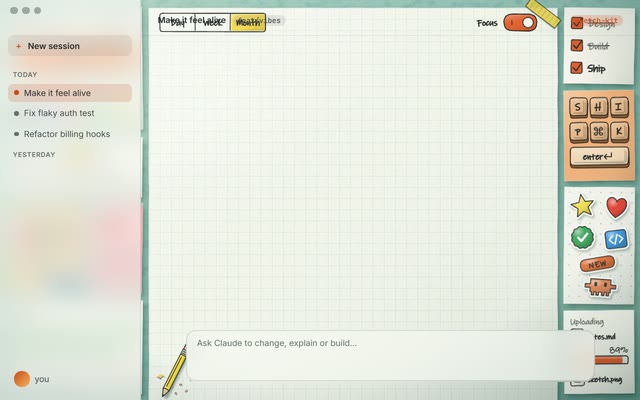 + New session
TODAY
Make it feel alive
Fix flaky auth test
Refactor billing hooks
YESTERDAY
you
Make it feel alive
Day Week Month
Focus
Design
Build
Ship
S H I
P ⌘ K
enter↵
</>
NEW
Uploading
89%
sketch.png
Ask Claude to change, explain or build...